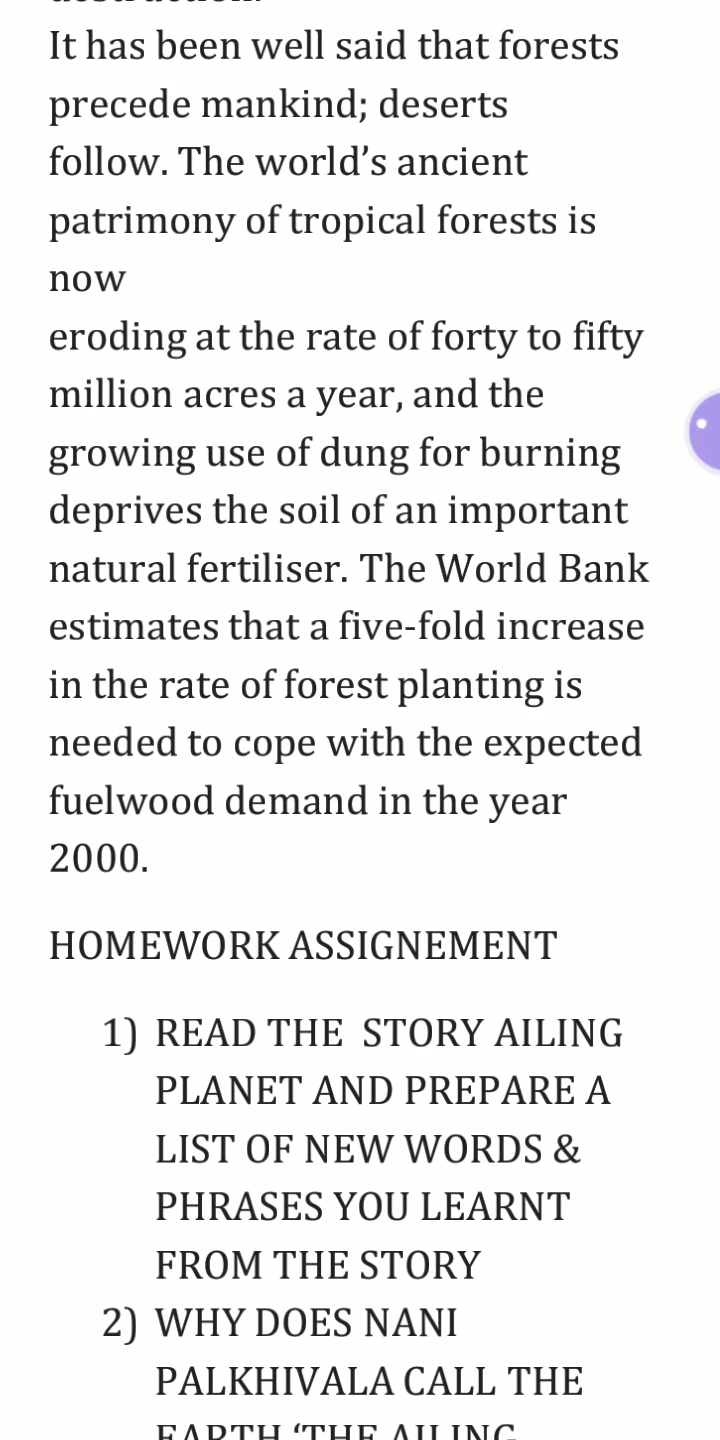 It has been well said that forests
precede mankind; deserts
follow. The world’s ancient
patrimony of tropical forests is
now
eroding at the rate of forty to fifty
million acres a year, and the
growing use of dung for burning
deprives the soil of an important
natural fertiliser. The World Bank
estimates that a five-fold increase
in the rate of forest planting is
needed to cope with the expected
fuelwood demand in the year
2000.
HOMEWORK ASSIGNEMENT
1) READ THE  STORY AILING
PLANET AND PREPARE A
LIST OF NEW WORDS &
PHRASES YOU LEARNT
FROM THE STORY
2) WHY DOES NANI
PALKHIVALA CALL THE
EARTH ‘THE AILING